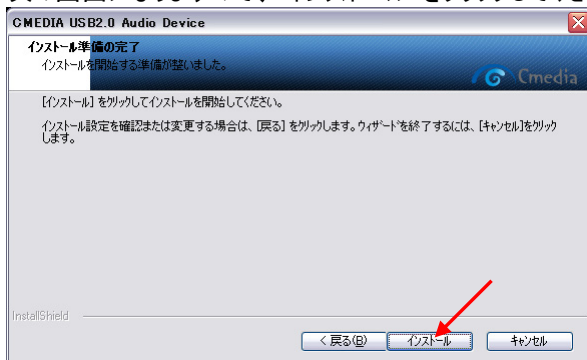 CMEDIA USB2.0 Audio Device
インストール準備の完了
インストールを開始する準備が整いました。
Cmedia
[インストール] をクリックしてインストールを開始してください。
インストール設定を確認または変更する場合は、[戻る] をクリックします。ウィザードを終了するには、[キャンセル]をクリック
します。
InstallShield
< 戻る(B)
インストール
キャンセル